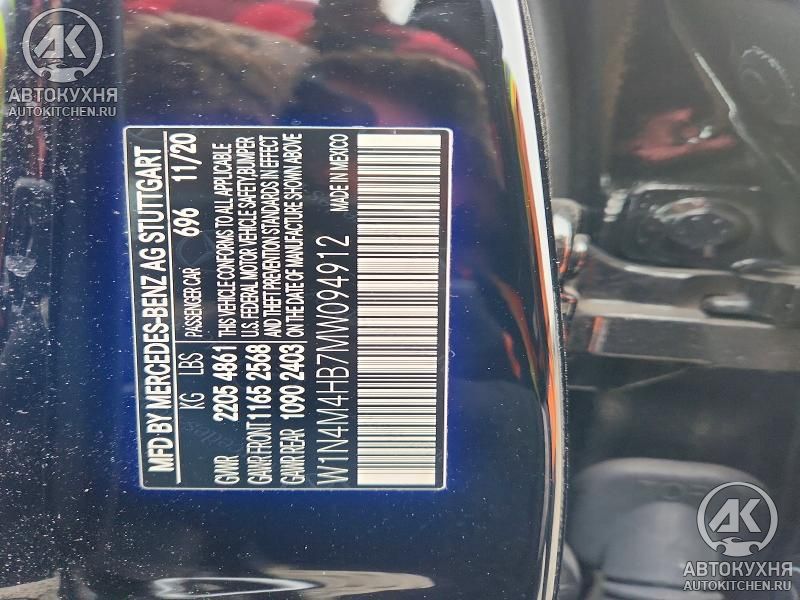 АК
АВТОКУХНЯ
AUTOKITCHEN.RU
MFD BY MERCEDES-BENZ AG STUTTGART
KG LBS PASSENGER CAR 696 11/20
GVWR 2205 4861 THIS VEHICLE CONFORMS TO ALL APPLICABLE
GAWR FRONT 1165 2568 U.S. FEDERAL MOTOR VEHICLE SAFETY,BUMPER
AND THEFT PREVENTION STANDARDS IN EFFECT
GAWR REAR 1090 2403 ON THE DATE OF MANUFACTURE SHOWN ABOVE
W1N4M4HB7MW094912 MADE IN MEXICO
АК
АВТОКУХНЯ
AUTOKITCHEN.RU